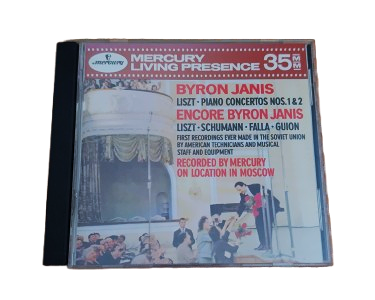 mercury
MERCURY
LIVING PRESENCE
35MM
BYRON JANIS
LISZT · PIANO CONCERTOS NOS. 1 & 2
ENCORE BYRON JANIS
LISZT · SCHUMANN · FALLA · GUION
FIRST RECORDINGS EVER MADE IN THE SOVIET UNION
BY AMERICAN TECHNICIANS AND MUSICAL
STAFF AND EQUIPMENT
RECORDED BY MERCURY
ON LOCATION IN MOSCOW